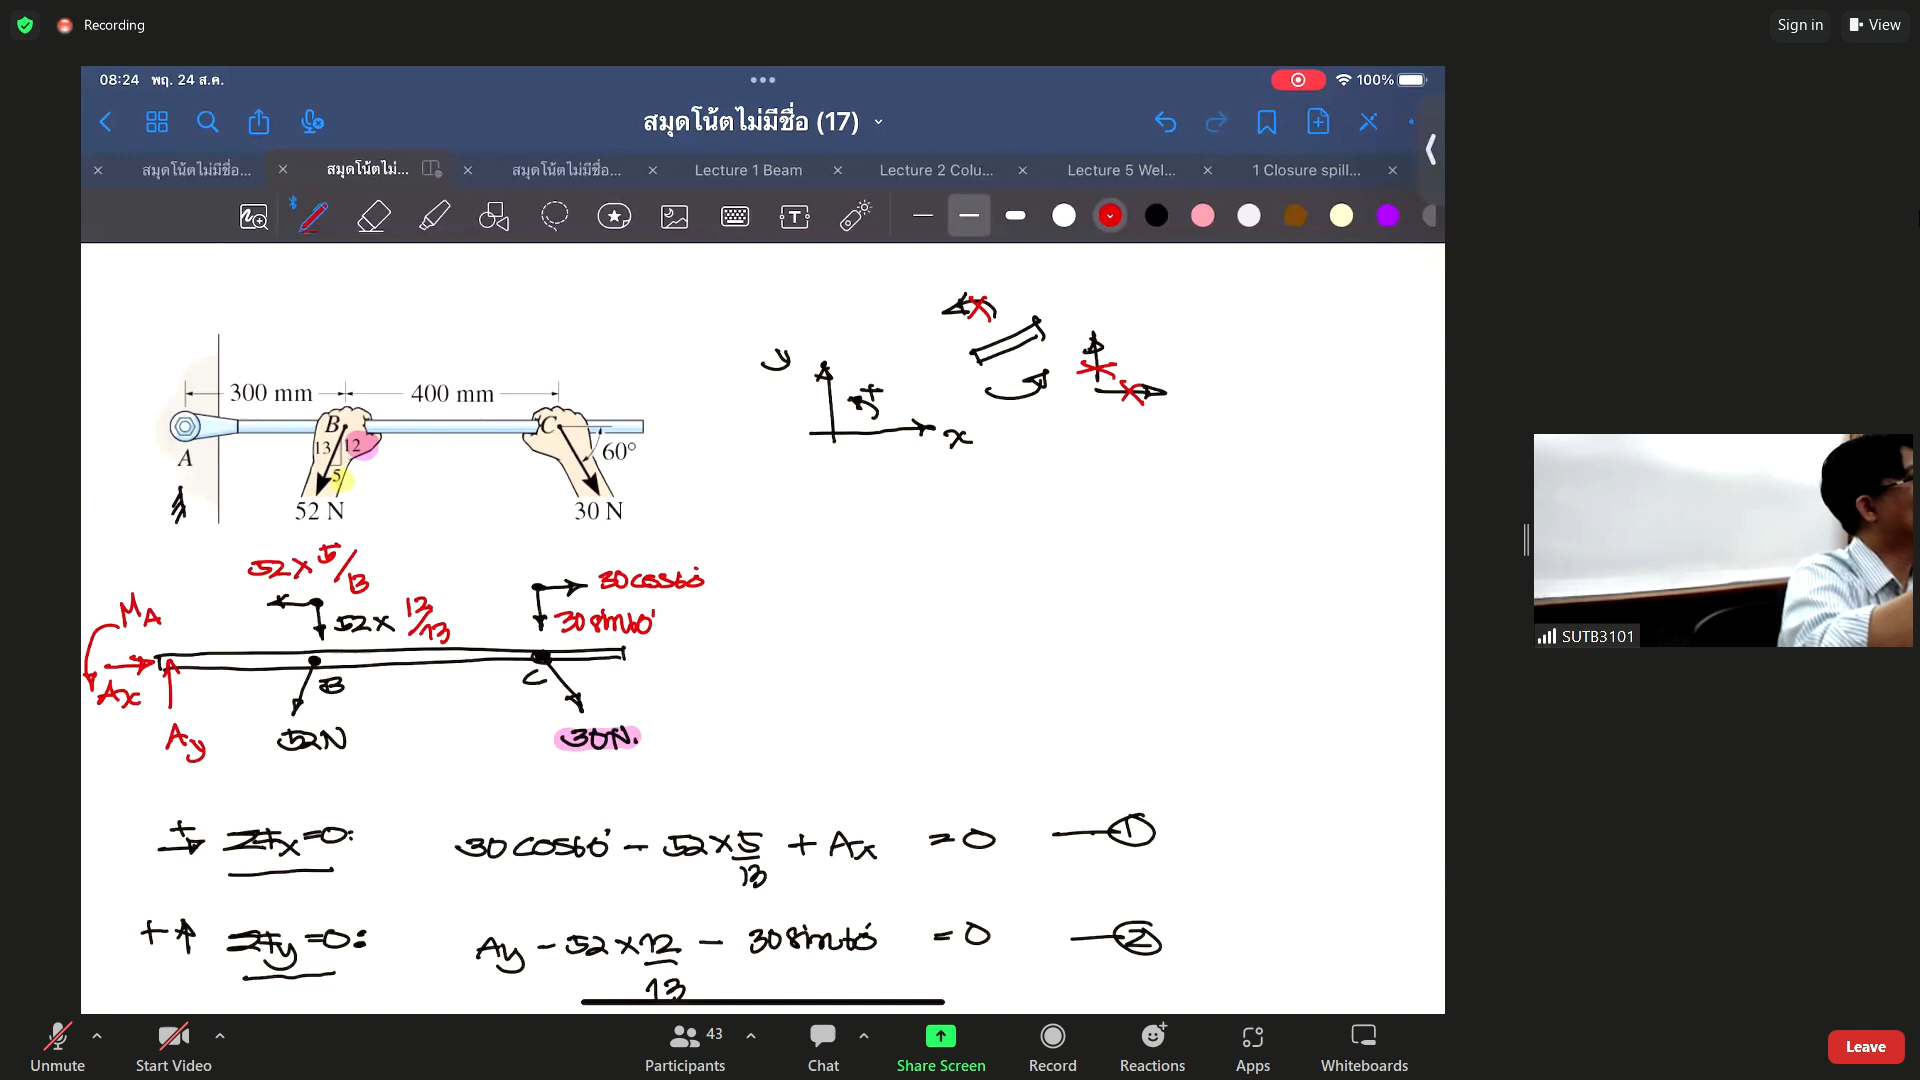 Recording
Sign in
View
08:24 พฤ. 24 ส.ค.
100%
สมุดโน้ตไม่มีชื่อ (17)
สมุดโน้ตไม่มีชื่อ...
สมุดโน้ตไม่...
สมุดโน้ตไม่มีชื่อ...
Lecture 1 Beam
Lecture 2 Colu...
Lecture 5 Wel...
1 Closure spill...
y
+
x
300 mm
400 mm
A
B
C
13
12
5
60°
52 N
30 N
52 × 5/13
30 cos 60°
M_A
52 × 12/13
30 sin 60°
A_x
B
C
A_y
52N
30N.
+→ ΣF_x = 0: 30 cos 60° − 52 × 5/13 + A_x = 0 — ①
+↑ ΣF_y = 0: A_y − 52 × 12/13 − 30 sin 60° = 0 — ②
SUTB3101
Unmute
Start Video
43
Participants
Chat
Share Screen
Record
Reactions
Apps
Whiteboards
Leave